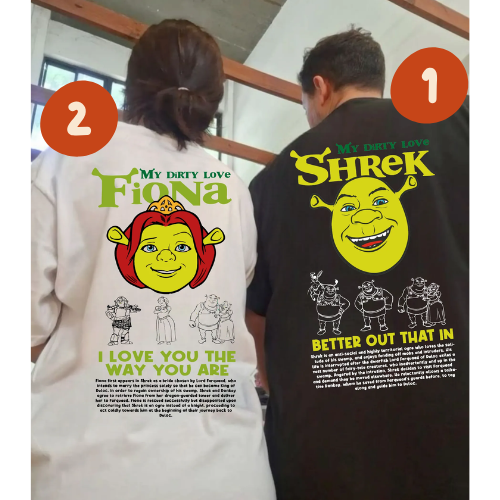 2
1
MY DIRTY LOVE
FIONA
I LOVE YOU THE
WAY YOU ARE
Fiona first appears in Shrek as a bride chosen by Lord Farquaad, who
intends to marry the princess solely so that he can become King of
Duloc. In order to regain ownership of his swamp, Shrek and Donkey
agree to retrieve Fiona from her dragon-guarded tower and deliver
her to Farquaad. Fiona is rescued successfully but disappointed upon
discovering that Shrek is an ogre instead of a knight, proceeding to
act coldly towards him at the beginning of their journey back to
Duloc.
MY DIRTY LOVE
SHREK
BETTER OUT THAT IN
Shrek is an anti-social and highly territorial ogre who loves the soli-
tude of his swamp, and enjoys fending off mobs and intruders. His
life is interrupted after the dwarfish Lord Farquaad of Duloc exiles a
vast number of fairy-tale creatures, who inadvertently end up in the
swamp. Angered by the intrusion, Shrek decides to visit Farquaad
and demand they be moved elsewhere. He reluctantly allows a talka-
tive Donkey, whom he saved from Farquaad's guards before, to tag
along and guide him to Duloc.